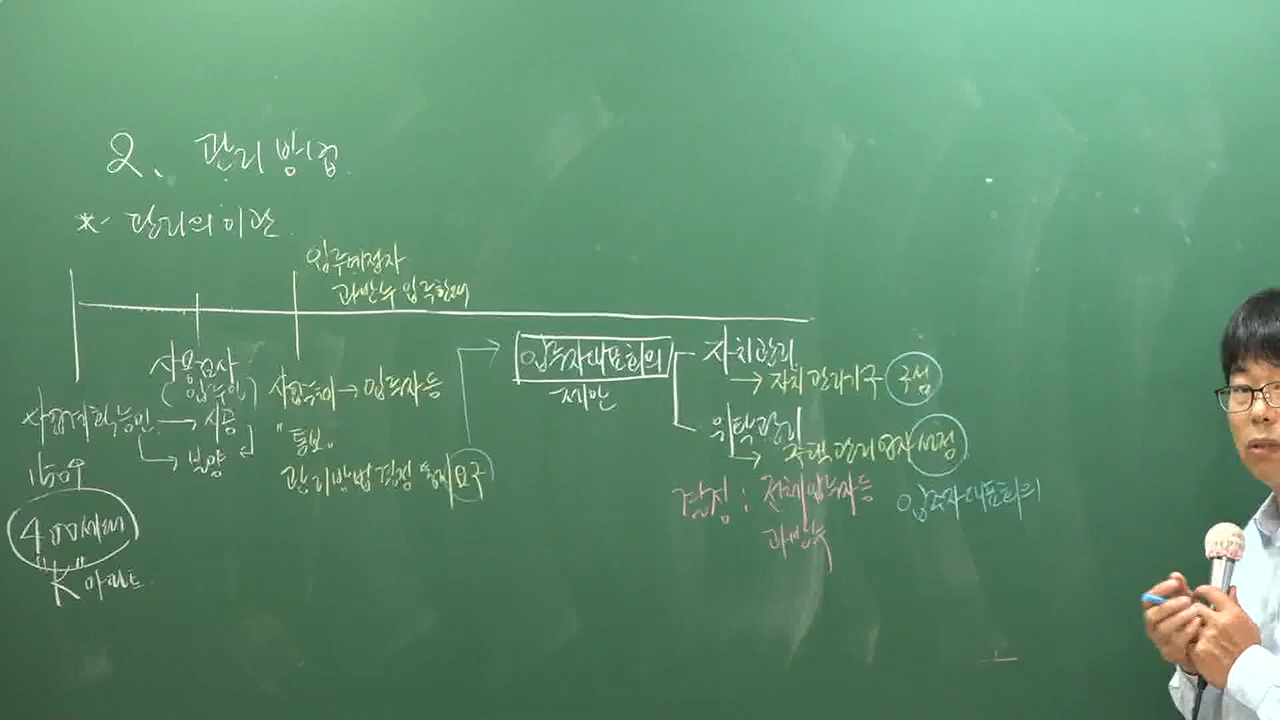 2、 관리방법
※ 관리의 이관
입주예정자
과반수 입주한때
사용검사
(입주인)
사업계획승인 → 시공
→ 분양
사업주체 → 입주자등
"통보"
관리방법 결정 통지 요구
400세대
"K" 아파트
입주자대표회의
제안
자치관리
→ 자치관리기구 구성
위탁관리
→ 주택관리업자 선정
결정 : 전체입주자등
과반수
입주자대표회의